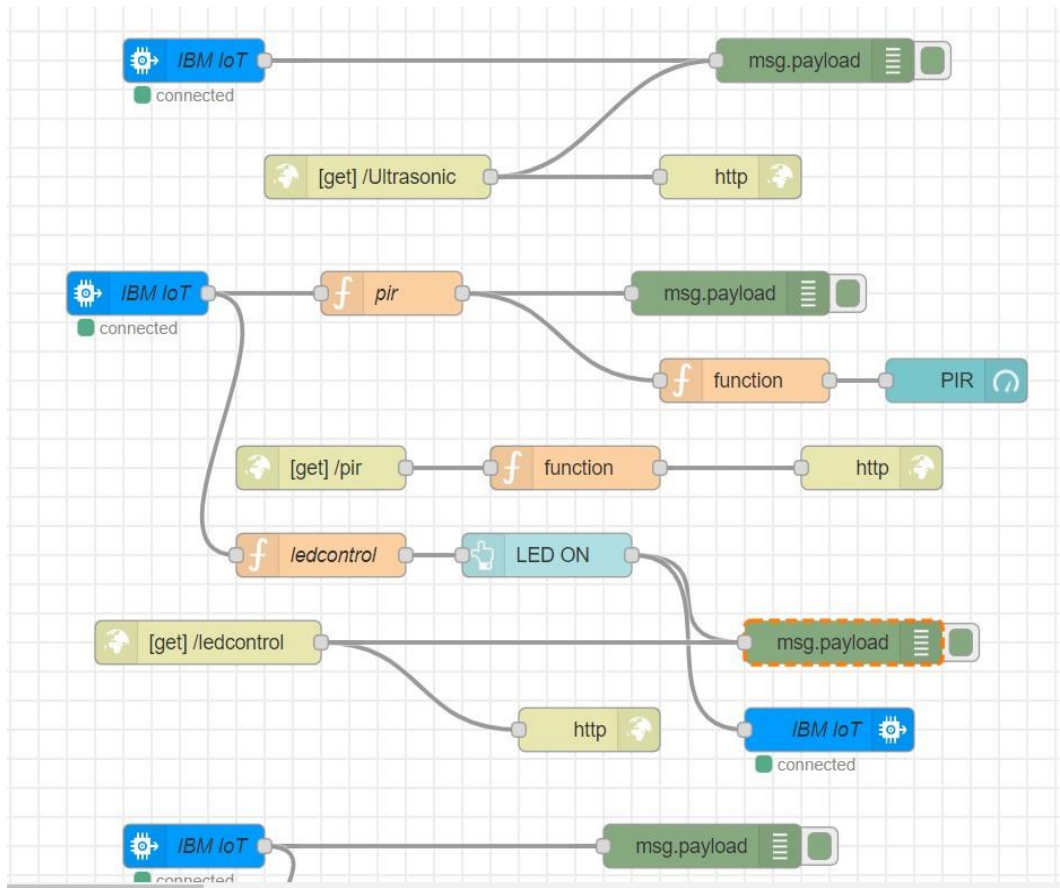 IBM IoT
msg.payload
connected
[get] /Ultrasonic
http
IBM IoT
pir
msg.payload
connected
function
PIR
[get] /pir
function
http
ledcontrol
LED ON
[get] /ledcontrol
msg.payload
http
IBM IoT
connected
IBM IoT
msg.payload
connected